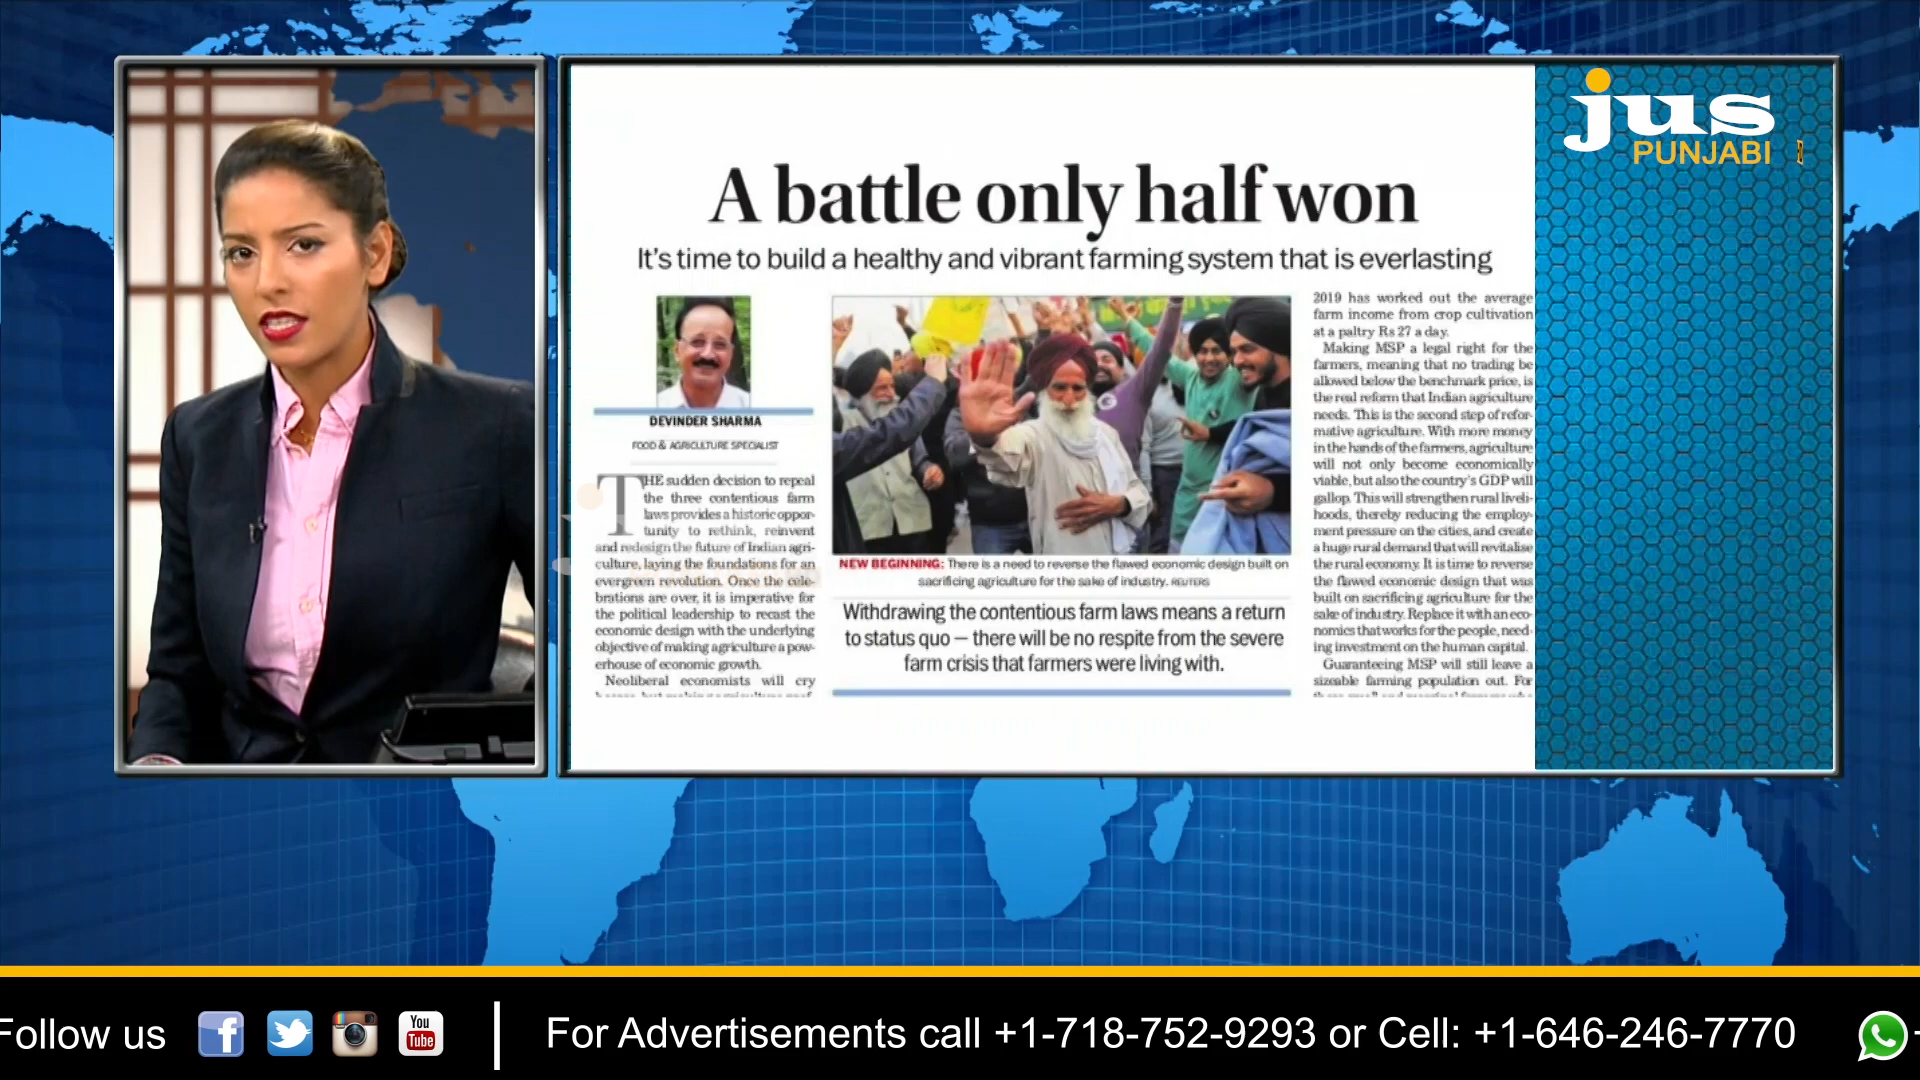 jus
PUNJABI
A battle only half won
It's time to build a healthy and vibrant farming system that is everlasting
DEVINDER SHARMA
FOOD & AGRICULTURE SPECIALIST
THE sudden decision to repeal
the three contentious farm
laws provides a historic oppor-
tunity to rethink, reinvent
and redesign the future of Indian agri-
culture, laying the foundations for an
evergreen revolution. Once the cele-
brations are over, it is imperative for
the political leadership to recast the
economic design with the underlying
objective of making agriculture a pow-
erhouse of economic growth.
Neoliberal economists will cry
NEW BEGINNING: There is a need to reverse the flawed economic design built on
sacrificing agriculture for the sake of industry. REUTERS
Withdrawing the contentious farm laws means a return
to status quo — there will be no respite from the severe
farm crisis that farmers were living with.
2019 has worked out the average
farm income from crop cultivation
at a paltry Rs 27 a day.
Making MSP a legal right for the
farmers, meaning that no trading be
allowed below the benchmark price, is
the real reform that Indian agriculture
needs. This is the second step of refor-
mative agriculture. With more money
in the hands of the farmers, agriculture
will not only become economically
viable, but also the country's GDP will
gallop. This will strengthen rural liveli-
hoods, thereby reducing the employ-
ment pressure on the cities, and create
a huge rural demand that will revitalise
the rural economy. It is time to reverse
the flawed economic design that was
built on sacrificing agriculture for the
sake of industry. Replace it with an eco-
nomics that works for the people, need-
ing investment on the human capital.
Guaranteeing MSP will still leave a
sizeable farming population out. For
Follow us
You
Tube
For Advertisements call +1-718-752-9293 or Cell: +1-646-246-7770